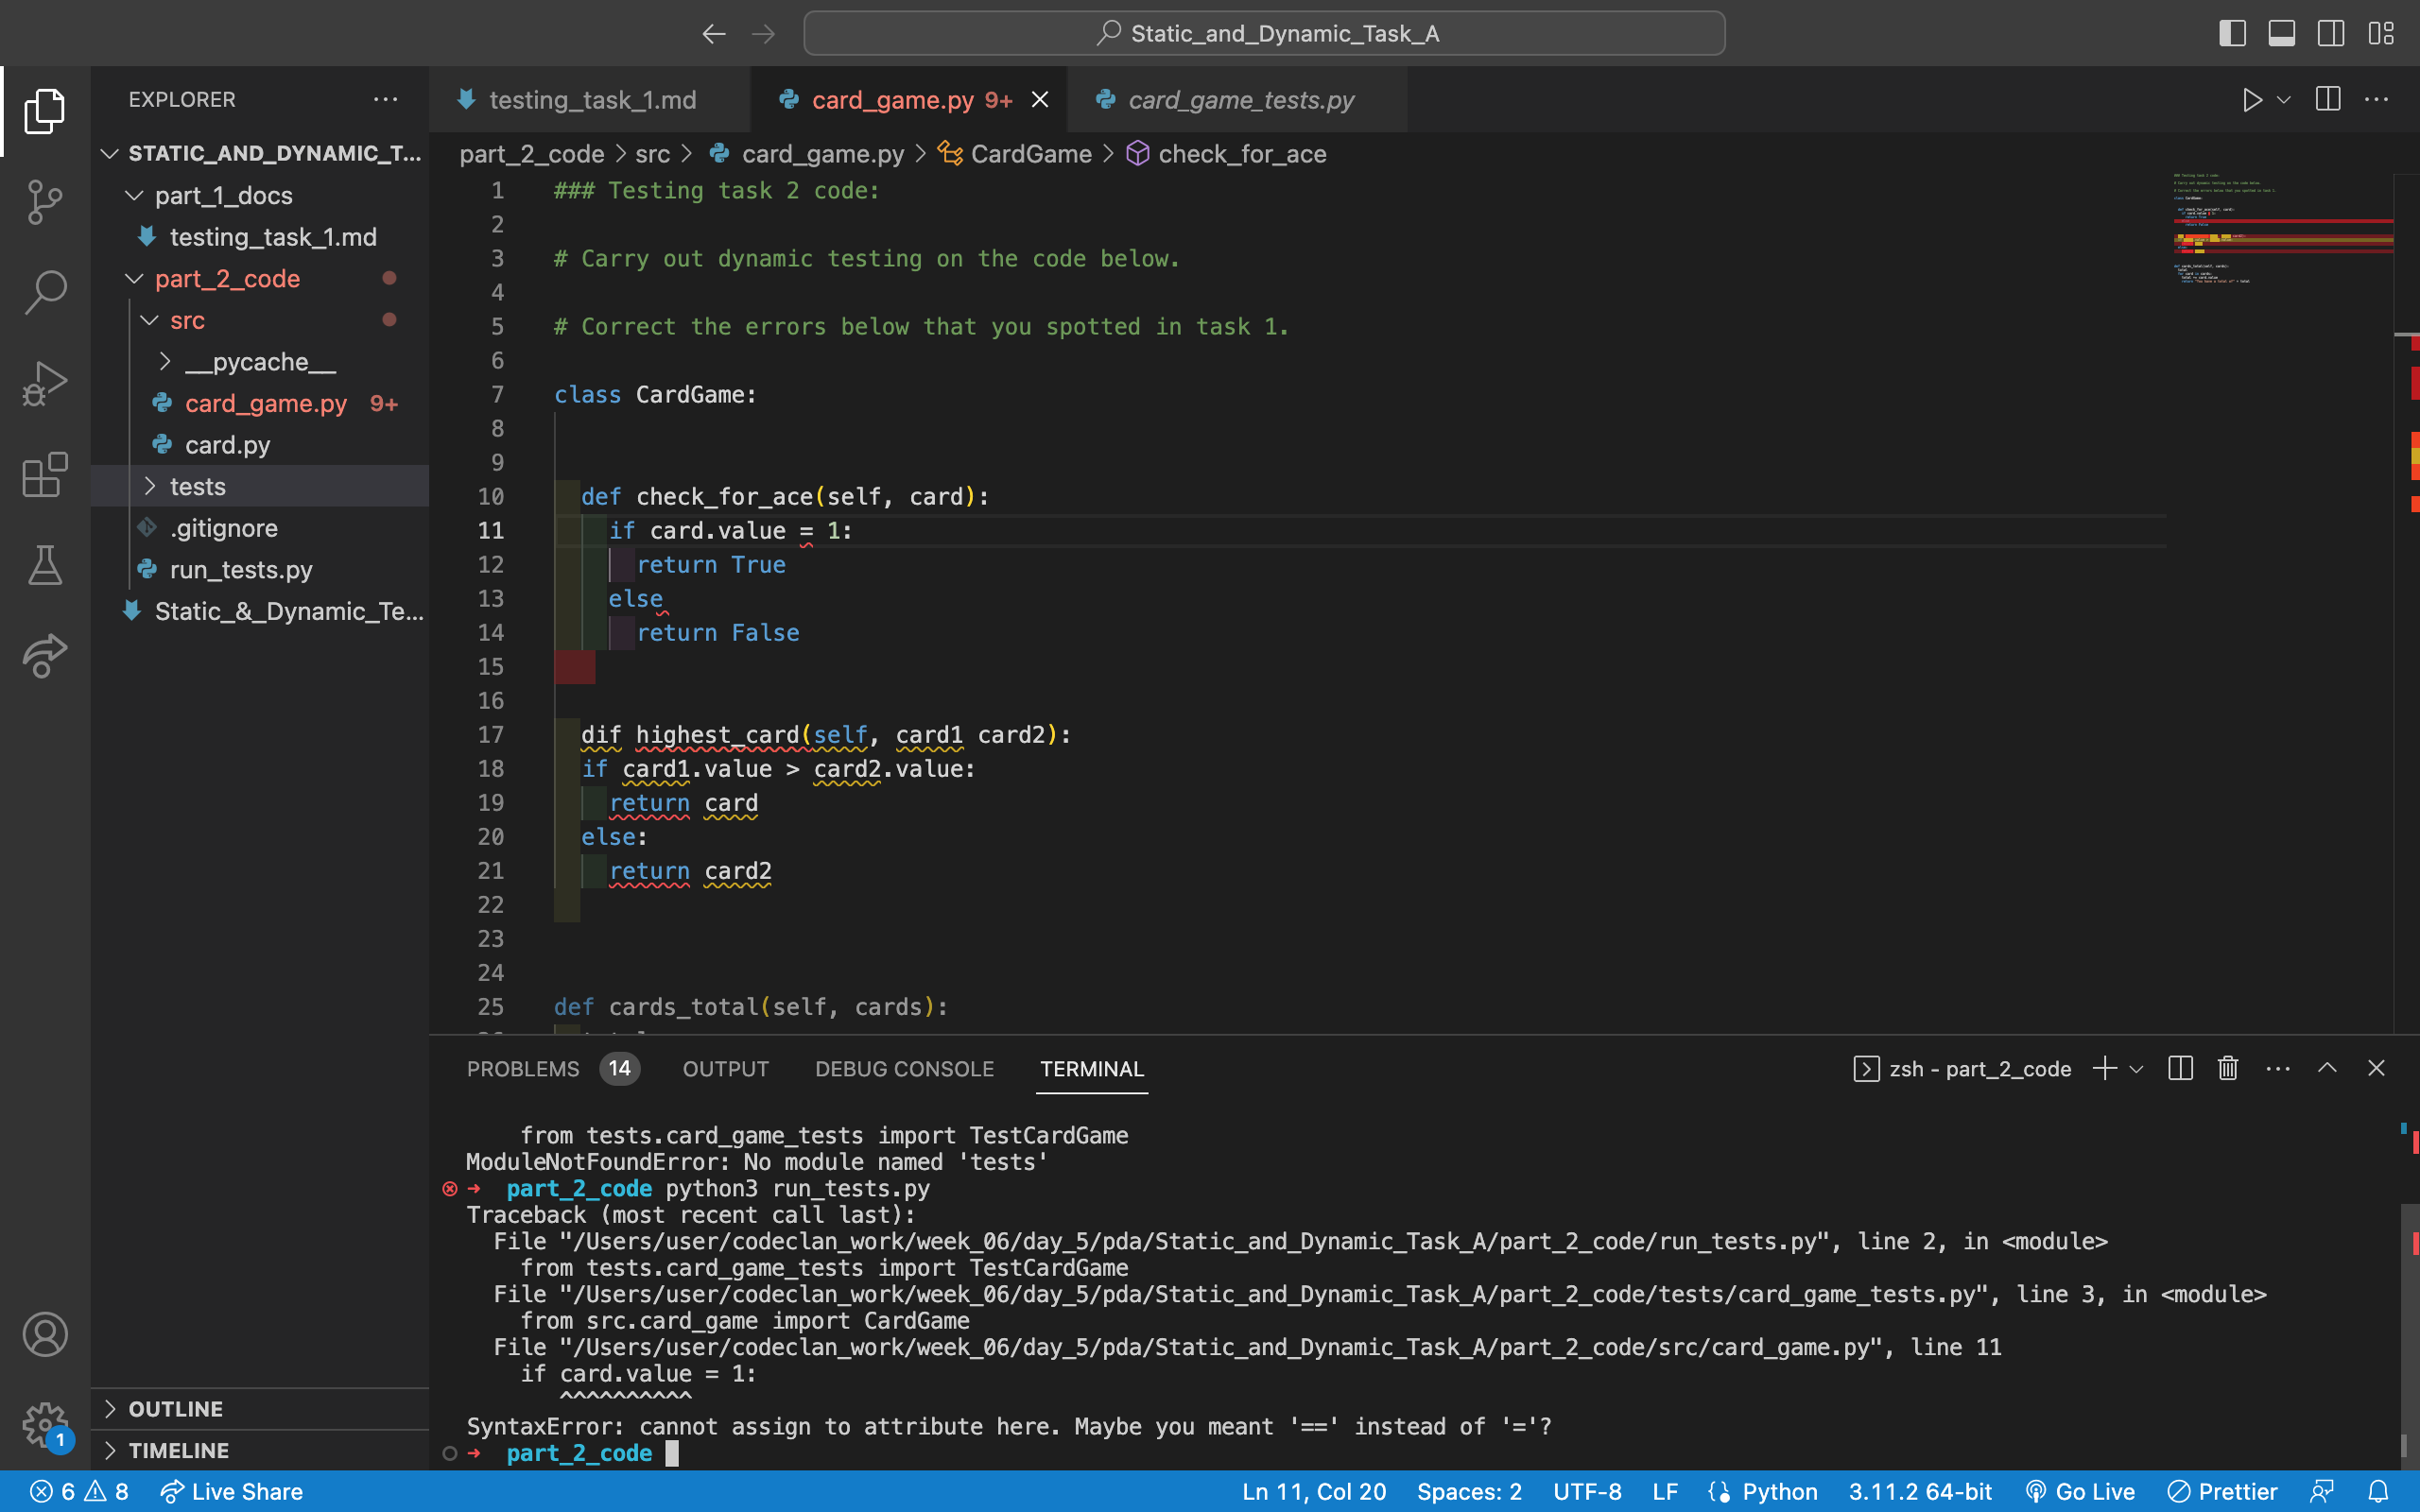 Static_and_Dynamic_Task_A
EXPLORER
STATIC_AND_DYNAMIC_T...
part_1_docs
testing_task_1.md
part_2_code
src
__pycache__
card_game.py 9+
card.py
tests
.gitignore
run_tests.py
Static_&_Dynamic_Te...
OUTLINE
TIMELINE
1
testing_task_1.md
card_game.py 9+
card_game_tests.py
part_2_code > src > card_game.py > CardGame > check_for_ace
1 ### Testing task 2 code:
2
3 # Carry out dynamic testing on the code below.
4
5 # Correct the errors below that you spotted in task 1.
6
7 class CardGame:
8
9
10 def check_for_ace(self, card):
11 if card.value = 1:
12 return True
13 else
14 return False
15
16
17 dif highest_card(self, card1 card2):
18 if card1.value > card2.value:
19 return card
20 else:
21 return card2
22
23
24
25 def cards_total(self, cards):
PROBLEMS 14 OUTPUT DEBUG CONSOLE TERMINAL
zsh - part_2_code
from tests.card_game_tests import TestCardGame
ModuleNotFoundError: No module named 'tests'
➜ part_2_code python3 run_tests.py
Traceback (most recent call last):
File "/Users/user/codeclan_work/week_06/day_5/pda/Static_and_Dynamic_Task_A/part_2_code/run_tests.py", line 2, in <module>
from tests.card_game_tests import TestCardGame
File "/Users/user/codeclan_work/week_06/day_5/pda/Static_and_Dynamic_Task_A/part_2_code/tests/card_game_tests.py", line 3, in <module>
from src.card_game import CardGame
File "/Users/user/codeclan_work/week_06/day_5/pda/Static_and_Dynamic_Task_A/part_2_code/src/card_game.py", line 11
if card.value = 1:
^^^^^^^^^^
SyntaxError: cannot assign to attribute here. Maybe you meant '==' instead of '='?
➜ part_2_code
6 8 Live Share
Ln 11, Col 20 Spaces: 2 UTF-8 LF Python 3.11.2 64-bit Go Live Prettier